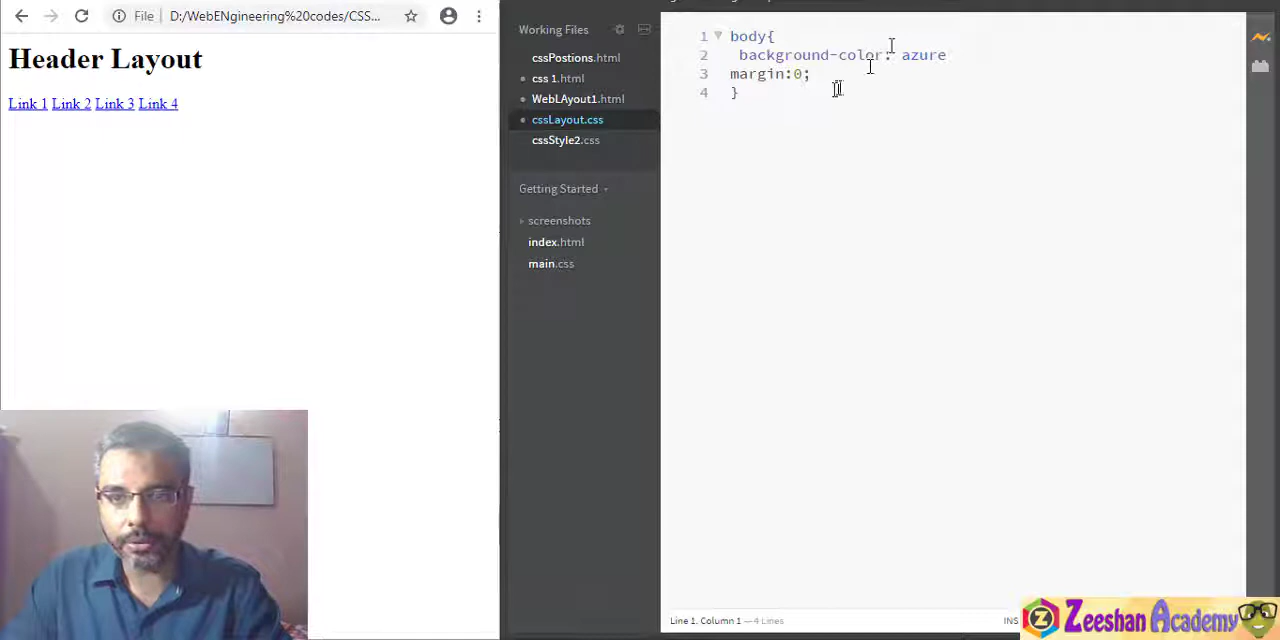 File
D:/WebENgineering%20codes/CSS...
Header Layout
Link 1 Link 2 Link 3 Link 4
Working Files
cssPostions.html
css 1.html
WebLAyout1.html
cssLayout.css
cssStyle2.css
Getting Started
screenshots
index.html
main.css
1 body{
2 background-color: azure
3 margin:0;
4 }
Line 1, Column 1 — 4 Lines
INS
Zeeshan Academy